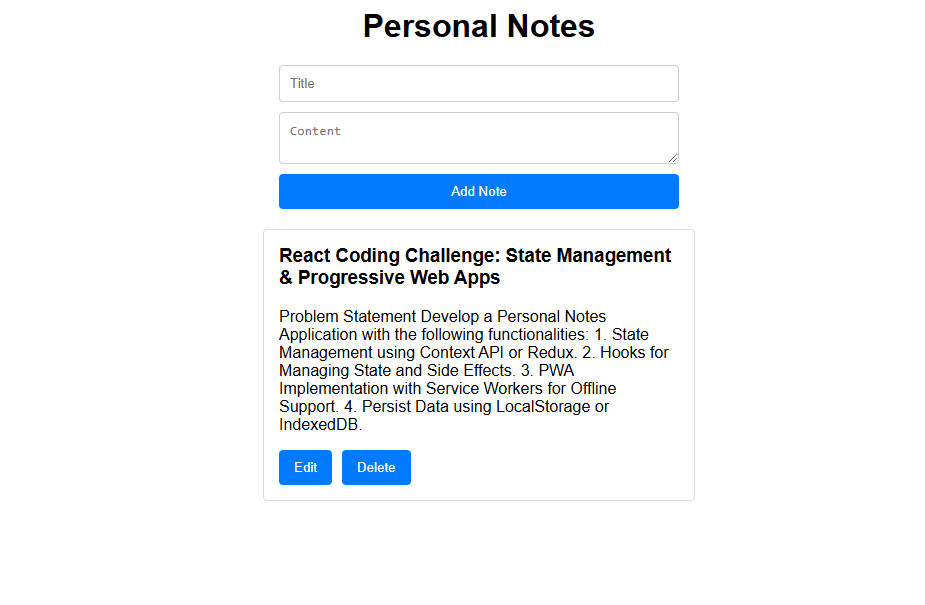 Personal Notes
Title
Content
Add Note
React Coding Challenge: State Management
& Progressive Web Apps
Problem Statement Develop a Personal Notes
Application with the following functionalities: 1. State
Management using Context API or Redux. 2. Hooks for
Managing State and Side Effects. 3. PWA
Implementation with Service Workers for Offline
Support. 4. Persist Data using LocalStorage or
IndexedDB.
Edit Delete